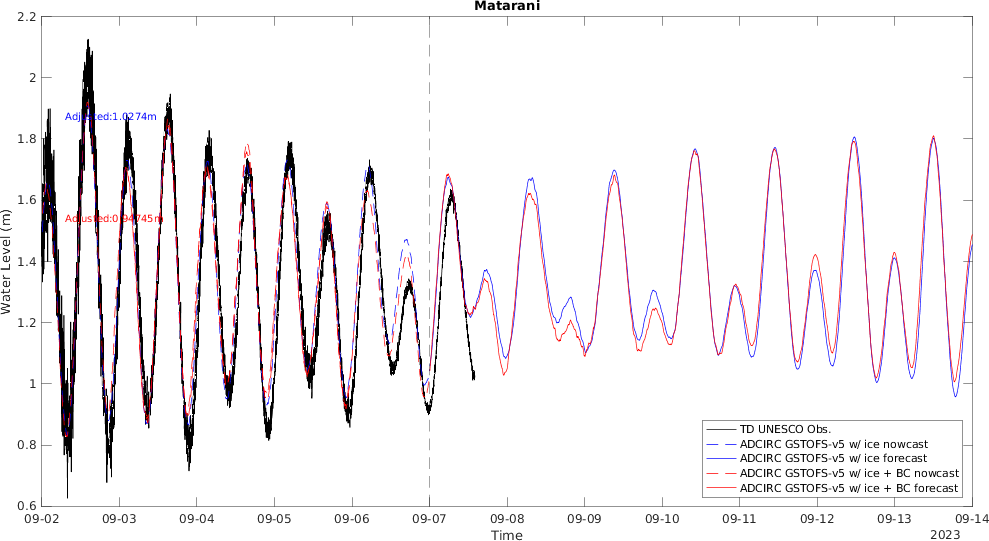 Matarani
2.2
2
1.8
1.6
1.4
1.2
1
0.8
0.6
Water Level (m)
Adjusted:1.0274m
Adjusted:0.94745m
TD UNESCO Obs.
ADCIRC GSTOFS-v5 w/ ice nowcast
ADCIRC GSTOFS-v5 w/ ice forecast
ADCIRC GSTOFS-v5 w/ ice + BC nowcast
ADCIRC GSTOFS-v5 w/ ice + BC forecast
09-02 09-03 09-04 09-05 09-06 09-07 09-08 09-09 09-10 09-11 09-12 09-13 09-14
Time
2023